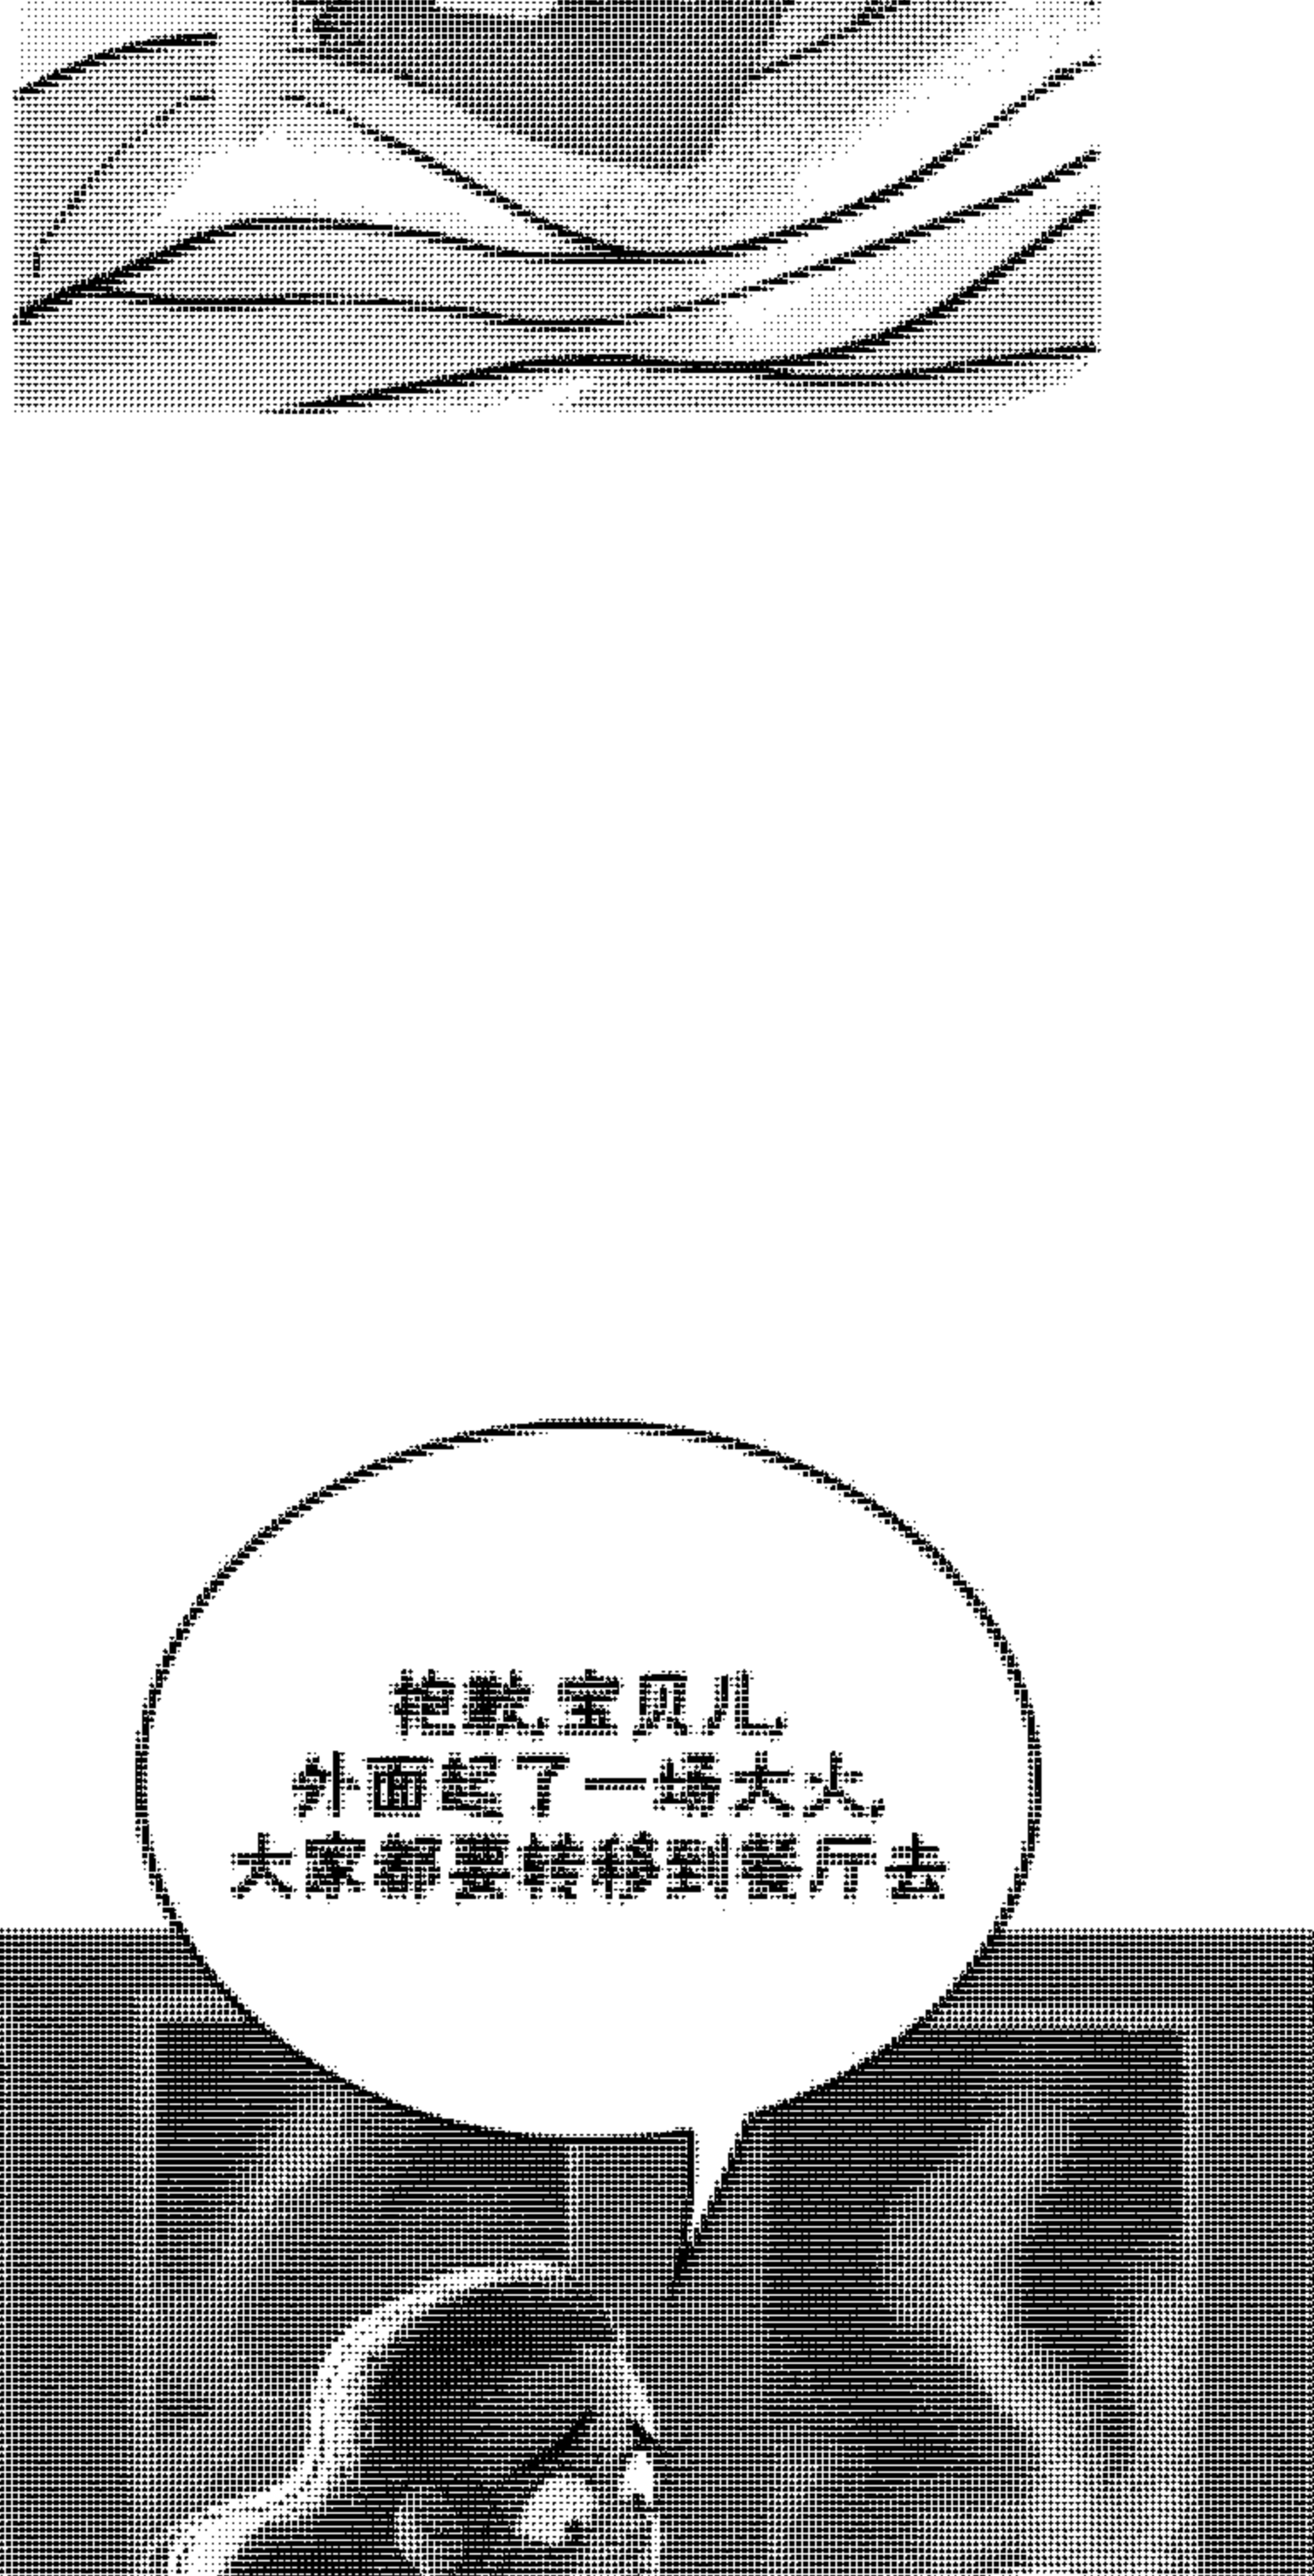 抱歉，宝贝儿，
外面起了一场大火，
大家都要转移到餐厅去